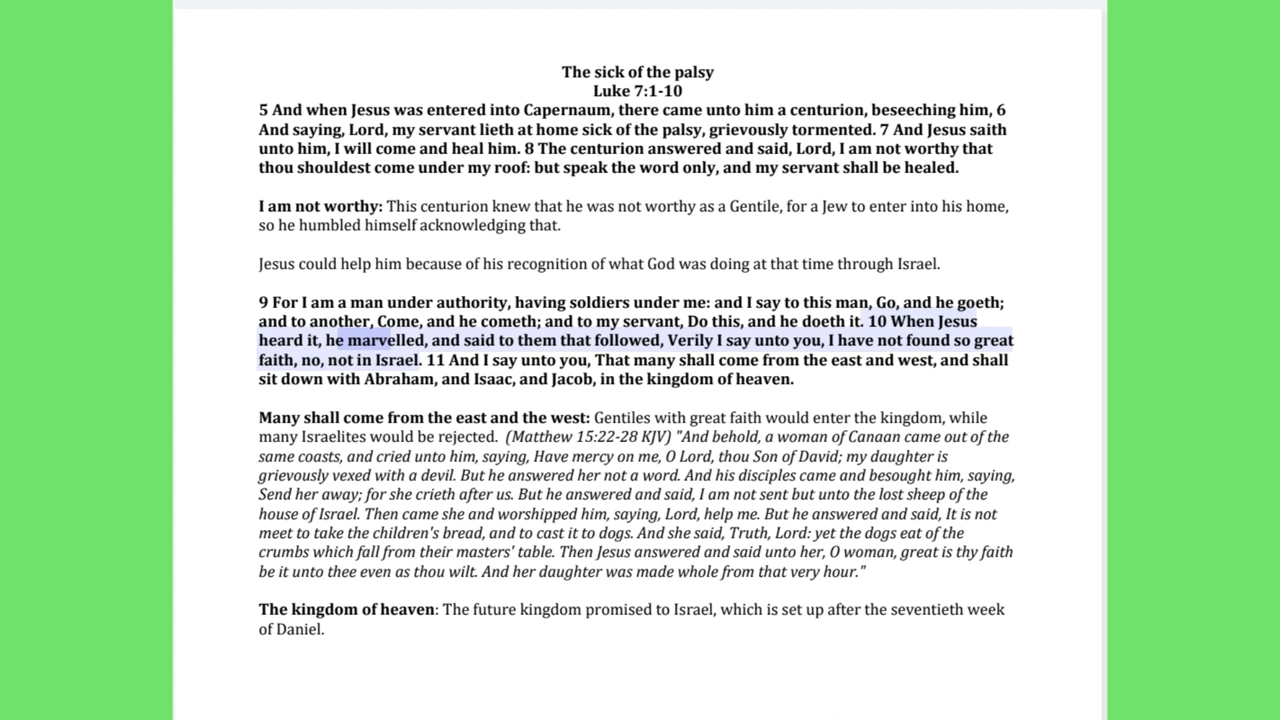 The sick of the palsy
Luke 7:1-10
5 And when Jesus was entered into Capernaum, there came unto him a centurion, beseeching him, 6
And saying, Lord, my servant lieth at home sick of the palsy, grievously tormented. 7 And Jesus saith
unto him, I will come and heal him. 8 The centurion answered and said, Lord, I am not worthy that
thou shouldest come under my roof: but speak the word only, and my servant shall be healed.
I am not worthy: This centurion knew that he was not worthy as a Gentile, for a Jew to enter into his home,
so he humbled himself acknowledging that.
Jesus could help him because of his recognition of what God was doing at that time through Israel.
9 For I am a man under authority, having soldiers under me: and I say to this man, Go, and he goeth;
and to another, Come, and he cometh; and to my servant, Do this, and he doeth it. 10 When Jesus
heard it, he marvelled, and said to them that followed, Verily I say unto you, I have not found so great
faith, no, not in Israel. 11 And I say unto you, That many shall come from the east and west, and shall
sit down with Abraham, and Isaac, and Jacob, in the kingdom of heaven.
Many shall come from the east and the west: Gentiles with great faith would enter the kingdom, while
many Israelites would be rejected.  (Matthew 15:22-28 KJV) "And behold, a woman of Canaan came out of the
same coasts, and cried unto him, saying, Have mercy on me, O Lord, thou Son of David; my daughter is
grievously vexed with a devil. But he answered her not a word. And his disciples came and besought him, saying,
Send her away; for she crieth after us. But he answered and said, I am not sent but unto the lost sheep of the
house of Israel. Then came she and worshipped him, saying, Lord, help me. But he answered and said, It is not
meet to take the children's bread, and to cast it to dogs. And she said, Truth, Lord: yet the dogs eat of the
crumbs which fall from their masters' table. Then Jesus answered and said unto her, O woman, great is thy faith
be it unto thee even as thou wilt. And her daughter was made whole from that very hour."
The kingdom of heaven: The future kingdom promised to Israel, which is set up after the seventieth week
of Daniel.